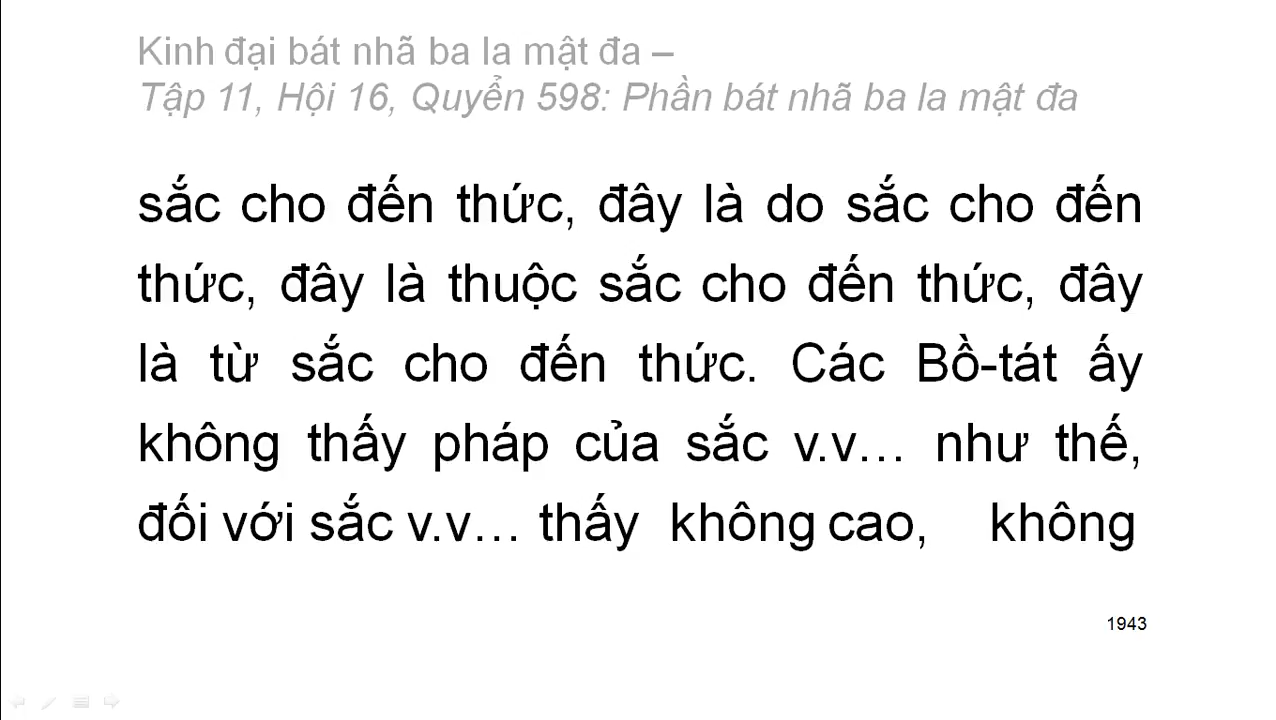 Kinh đại bát nhã ba la mật đa –
Tập 11, Hội 16, Quyển 598: Phần bát nhã ba la mật đa
sắc cho đến thức, đây là do sắc cho đến
thức, đây là thuộc sắc cho đến thức, đây
là từ sắc cho đến thức. Các Bồ-tát ấy
không thấy pháp của sắc v.v… như thế,
đối với sắc v.v… thấy không cao, không
1943